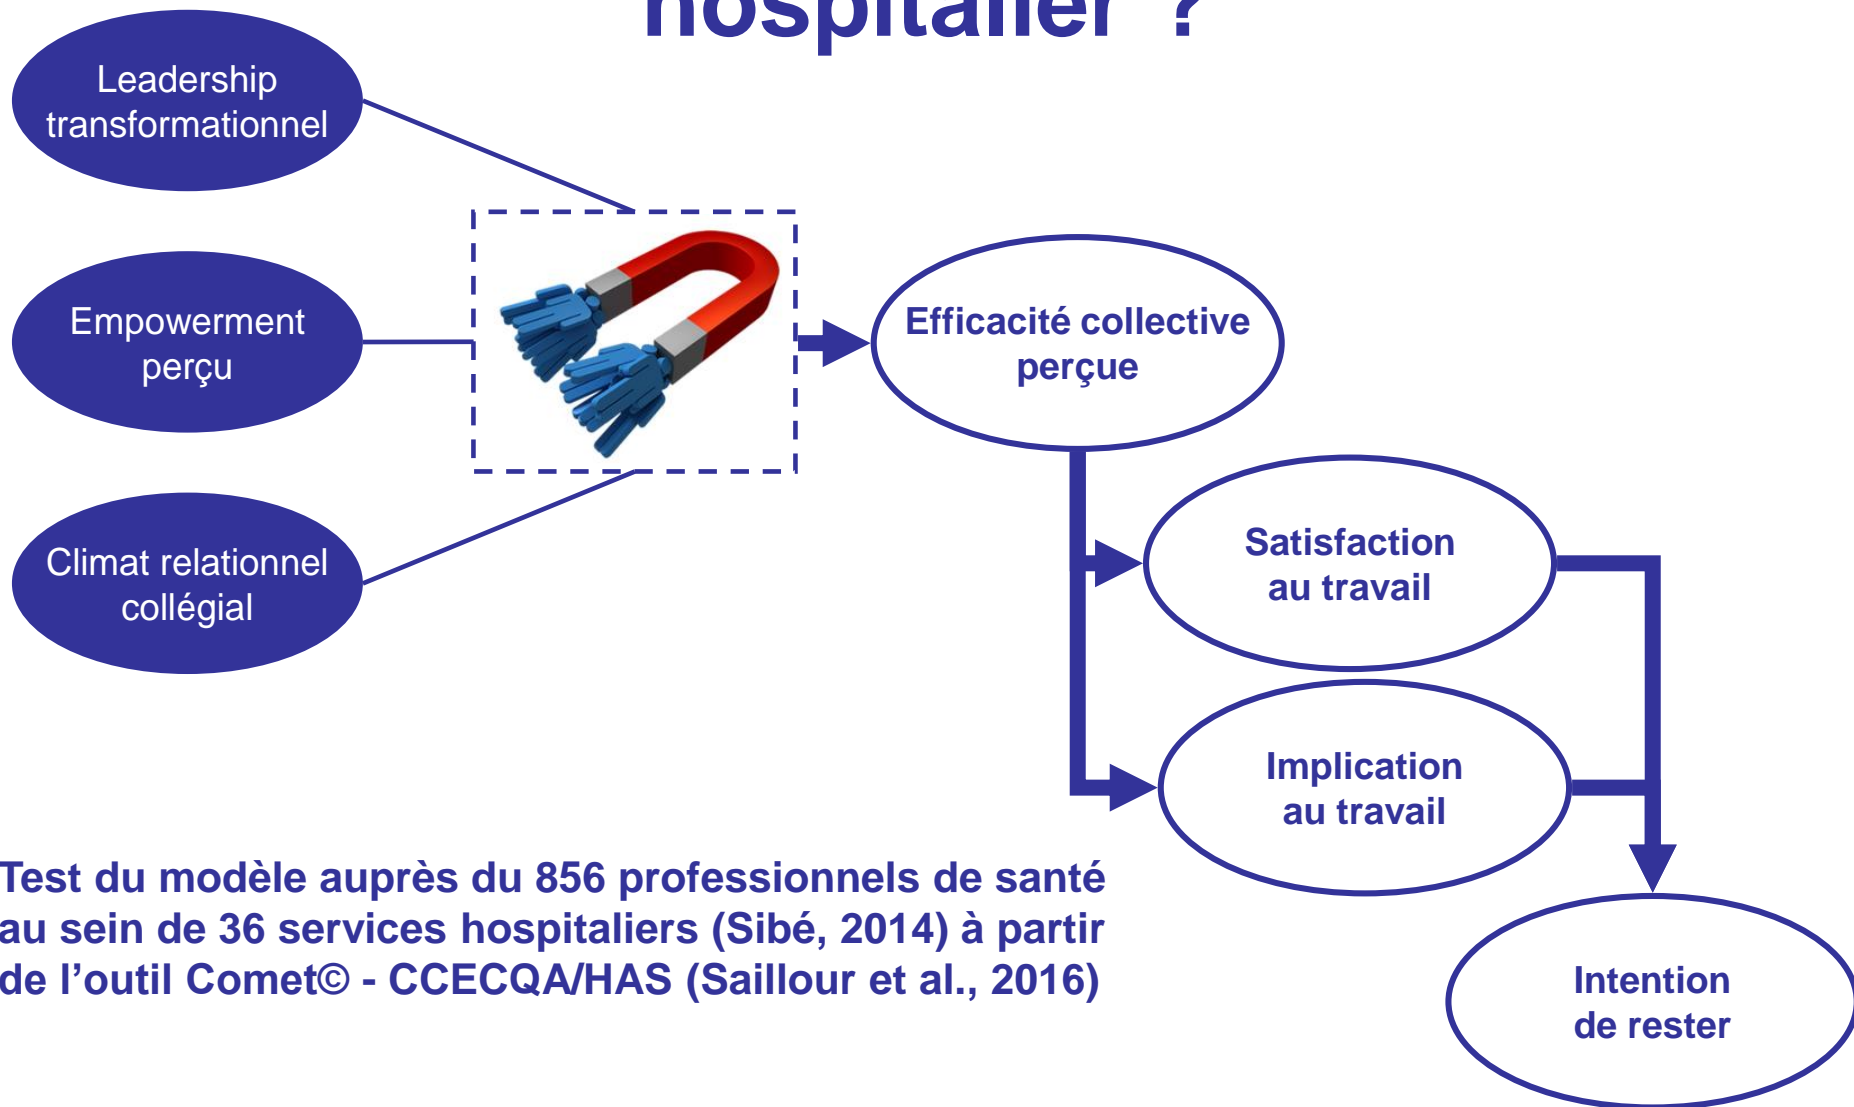 hospitalier ?
Leadership
transformationnel
Empowerment
perçu
Climat relationnel
collégial
Efficacité collective
perçue
Satisfaction
au travail
Implication
au travail
Intention
de rester
Test du modèle auprès du 856 professionnels de santé
au sein de 36 services hospitaliers (Sibé, 2014) à partir
de l’outil Comet© - CCECQA/HAS (Saillour et al., 2016)